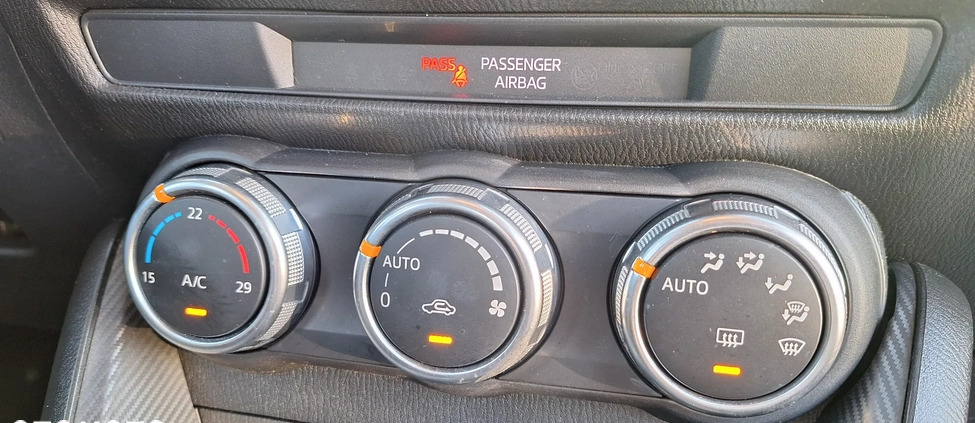 PASS
PASSENGER
AIRBAG
22
15
29
A/C
AUTO
0
AUTO